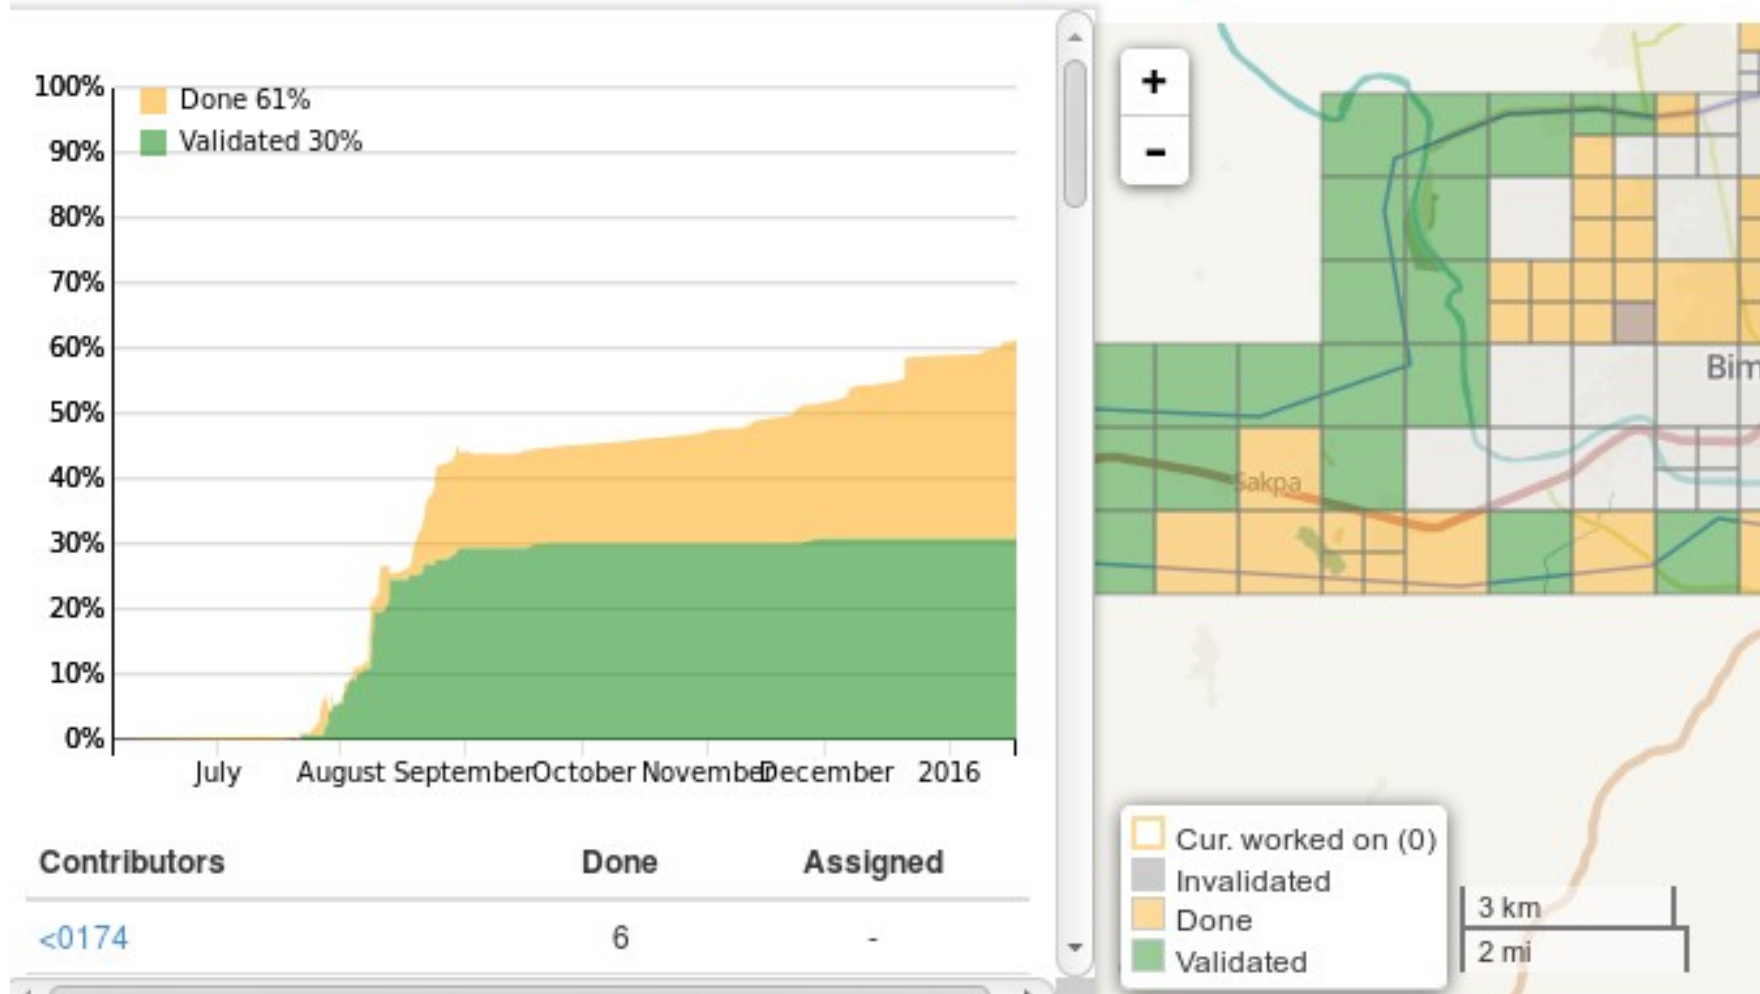 100%
Done 61%
Validated 30%
90%
80%
70%
60%
50%
40%
30%
20%
10%
0%
July August September October November December 2016
Contributors Done Assigned
<0174 6 -
+
-
Bim
Sakpa
Cur. worked on (0)
Invalidated
Done
Validated
3 km
2 mi